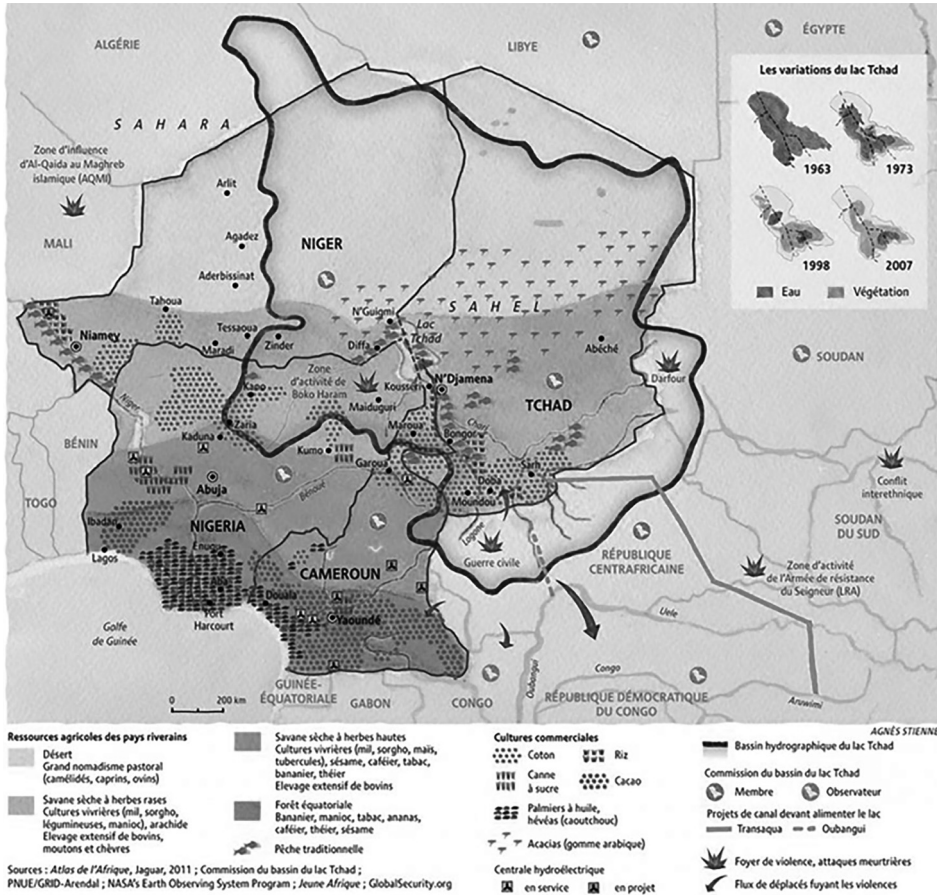 ALGÉRIE
LIBYE
ÉGYPTE
Les variations du lac Tchad
1963
1973
1998
2007
Eau
Végétation
SAHARA
Zone d'influence
d'Al-Qaida au Maghreb
islamique (AQMI)
MALI
Arlit
Agadez
Aderbissinat
NIGER
SAHEL
Tahoua
N'Guigmi
Lac
Tchad
Niamey
Tessaoua
Maradi
Zinder
Diffa
Abéché
SOUDAN
Kano
Zone
d'activité de
Boko Haram
Kousseri
N'Djamena
Darfour
Maiduguri
TCHAD
Niger
Zaria
Maroua
Bongor
Chari
BÉNIN
Kaduna
Kumo
Garoua
Sarh
Doba
Moundou
Conflit
interethnique
TOGO
Abuja
Bénoué
Logone
SOUDAN
DU SUD
Ibadan
NIGERIA
Guerre civile
RÉPUBLIQUE
CENTRAFRICAINE
Lagos
Enugu
Zone d'activité
de l'Armée de résistance
du Seigneur (LRA)
CAMEROUN
Aba
Douala
Port
Harcourt
Yaoundé
Uele
Golfe
de Guinée
Oubangui
Congo
GUINÉE-
ÉQUATORIALE
GABON
CONGO
RÉPUBLIQUE DÉMOCRATIQUE
DU CONGO
Aruwimi
0 200 km
AGNÈS STIENNE
Ressources agricoles des pays riverains
Désert
Grand nomadisme pastoral
(camélidés, caprins, ovins)
Savane sèche à herbes rases
Cultures vivrières (mil, sorgho,
légumineuses, manioc), arachide
Elevage extensif de bovins,
moutons et chèvres
Savane sèche à herbes hautes
Cultures vivrières (mil, sorgho, maïs,
tubercules), sésame, caféier, tabac,
bananier, théier
Elevage extensif de bovins
Forêt équatoriale
Bananier, manioc, tabac, ananas,
caféier, théier, sésame
Pêche traditionnelle
Cultures commerciales
Coton
Riz
Canne
à sucre
Cacao
Palmiers à huile,
hévéas (caoutchouc)
Acacias (gomme arabique)
Centrale hydroélectrique
en service
en projet
Bassin hydrographique du lac Tchad
Commission du bassin du lac Tchad
Membre
Observateur
Projets de canal devant alimenter le lac
Transaqua
Oubangui
Foyer de violence, attaques meurtrières
Flux de déplacés fuyant les violences
Sources : Atlas de l'Afrique, Jaguar, 2011 ; Commission du bassin du lac Tchad ;
PNUE/GRID-Arendal ; NASA's Earth Observing System Program ; Jeune Afrique ; GlobalSecurity.org